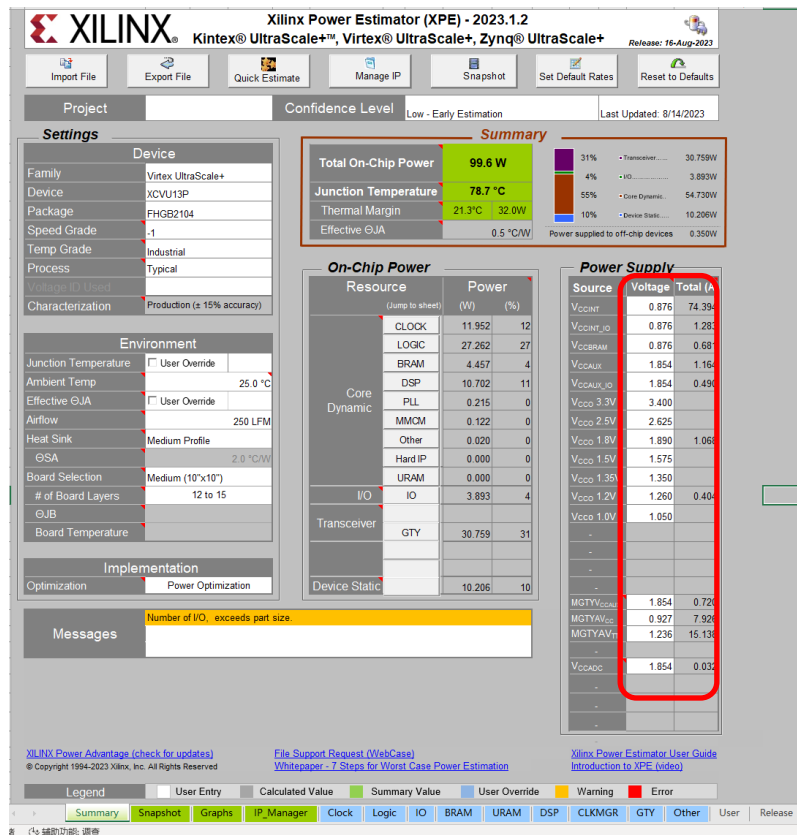 XILINX®
Xilinx Power Estimator (XPE) - 2023.1.2
Kintex® UltraScale+™, Virtex® UltraScale+, Zynq® UltraScale+
Release: 16-Aug-2023
Import File
Export File
Quick Estimate
Manage IP
Snapshot
Set Default Rates
Reset to Defaults
Project
Confidence Level
Low - Early Estimation
Last Updated: 8/14/2023
Settings
Device
Family Virtex UltraScale+
Device XCVU13P
Package FHGB2104
Speed Grade -1
Temp Grade Industrial
Process Typical
Voltage ID Used
Characterization Production (± 15% accuracy)
Environment
Junction Temperature User Override
Ambient Temp 25.0 °C
Effective ΘJA User Override
Airflow 250 LFM
Heat Sink Medium Profile
ΘSA 2.0 °C/W
Board Selection Medium (10"x10")
# of Board Layers 12 to 15
ΘJB
Board Temperature
Implementation
Optimization Power Optimization
Summary
Total On-Chip Power 99.6 W
Junction Temperature 78.7 °C
Thermal Margin 21.3°C 32.0W
Effective ΘJA 0.5 °C/W
31% Transceiver...... 30.759W
4% I/O................ 3.893W
55% Core Dynamic.. 54.730W
10% Device Static..... 10.206W
Power supplied to off-chip devices 0.350W
On-Chip Power
Resource Power
(Jump to sheet) (W) (%)
Core Dynamic
CLOCK 11.952 12
LOGIC 27.262 27
BRAM 4.457 4
DSP 10.702 11
PLL 0.215 0
MMCM 0.122 0
Other 0.020 0
Hard IP 0.000 0
URAM 0.000 0
I/O IO 3.893 4
Transceiver
GTY 30.759 31
Device Static 10.206 10
Power Supply
Source Voltage Total (A
VCCINT 0.876 74.394
VCCINT_IO 0.876 1.283
VCCBRAM 0.876 0.681
VCCAUX 1.854 1.164
VCCAUX_IO 1.854 0.490
VCCO 3.3V 3.400
VCCO 2.5V 2.625
VCCO 1.8V 1.890 1.068
VCCO 1.5V 1.575
VCCO 1.35V 1.350
VCCO 1.2V 1.260 0.404
VCCO 1.0V 1.050
-
-
-
MGTYVCCAU 1.854 0.720
MGTYAVCC 0.927 7.926
MGTYAVT 1.236 15.138
-
VCCADC 1.854 0.032
-
-
-
Messages
Number of I/O, exceeds part size.
XILINX Power Advantage (check for updates)
File Support Request (WebCase)
Xilinx Power Estimator User Guide
© Copyright 1994-2023 Xilinx, Inc. All Rights Reserved
Whitepaper - 7 Steps for Worst Case Power Estimation
Introduction to XPE (video)
Legend User Entry Calculated Value Summary Value User Override Warning Error
Summary Snapshot Graphs IP_Manager Clock Logic IO BRAM URAM DSP CLKMGR GTY Other User Release
辅助功能: 调查